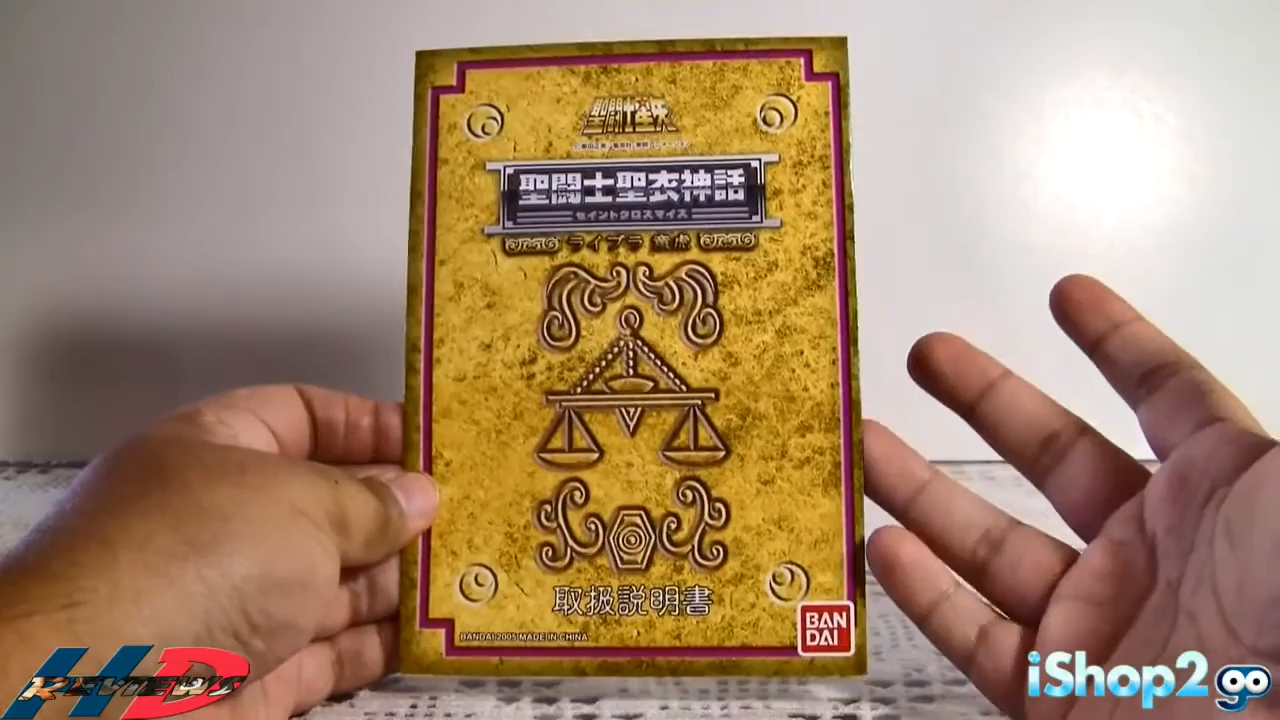 聖闘士星矢
聖闘士聖衣神話
セイントクロスマイス
ライブラ 童虎
取扱説明書
BANDAI 2005 MADE IN CHINA
BAN
DAI
HD
REVIEWS
iShop2go